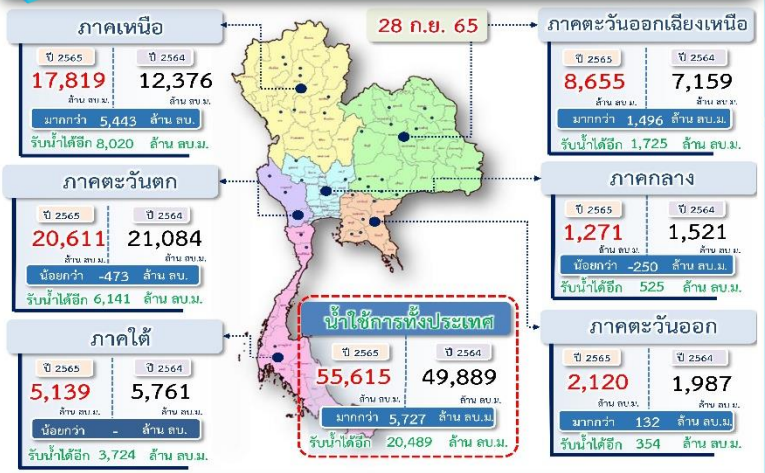 ภาคเหนือ
ปี 2565 ปี 2564
17,819 12,376
ล้าน ลบ.ม. ล้าน ลบ.ม.
มากกว่า 5,443 ล้าน ลบ.
รับน้ำได้อีก 8,020 ล้าน ลบ.ม.
28 ก.ย. 65
ภาคตะวันออกเฉียงเหนือ
ปี 2565 ปี 2564
8,655 7,159
ล้าน ลบ.ม. ล้าน ลบ.ม.
มากกว่า 1,496 ล้าน ลบ.ม.
รับน้ำได้อีก 1,725 ล้าน ลบ.ม.
ภาคตะวันตก
ปี 2565 ปี 2564
20,611 21,084
ล้าน ลบ.ม. ล้าน ลบ.ม.
น้อยกว่า -473 ล้าน ลบ.
รับน้ำได้อีก 6,141 ล้าน ลบ.ม.
ภาคกลาง
ปี 2565 ปี 2564
1,271 1,521
ล้าน ลบ.ม. ล้าน ลบ.ม.
น้อยกว่า -250 ล้าน ลบ.ม.
รับน้ำได้อีก 525 ล้าน ลบ.ม.
ภาคใต้
ปี 2565 ปี 2564
5,139 5,761
ล้าน ลบ.ม. ล้าน ลบ.ม.
น้อยกว่า - ล้าน ลบ.
รับน้ำได้อีก 3,724 ล้าน ลบ.ม.
น้ำใช้การทั้งประเทศ
ปี 2565 ปี 2564
55,615 49,889
ล้าน ลบ.ม. ล้าน ลบ.ม.
มากกว่า 5,727 ล้าน ลบ.ม.
รับน้ำได้อีก 20,489 ล้าน ลบ.ม.
ภาคตะวันออก
ปี 2565 ปี 2564
2,120 1,987
ล้าน ลบ.ม. ล้าน ลบ.ม.
มากกว่า 132 ล้าน ลบ.ม.
รับน้ำได้อีก 354 ล้าน ลบ.ม.